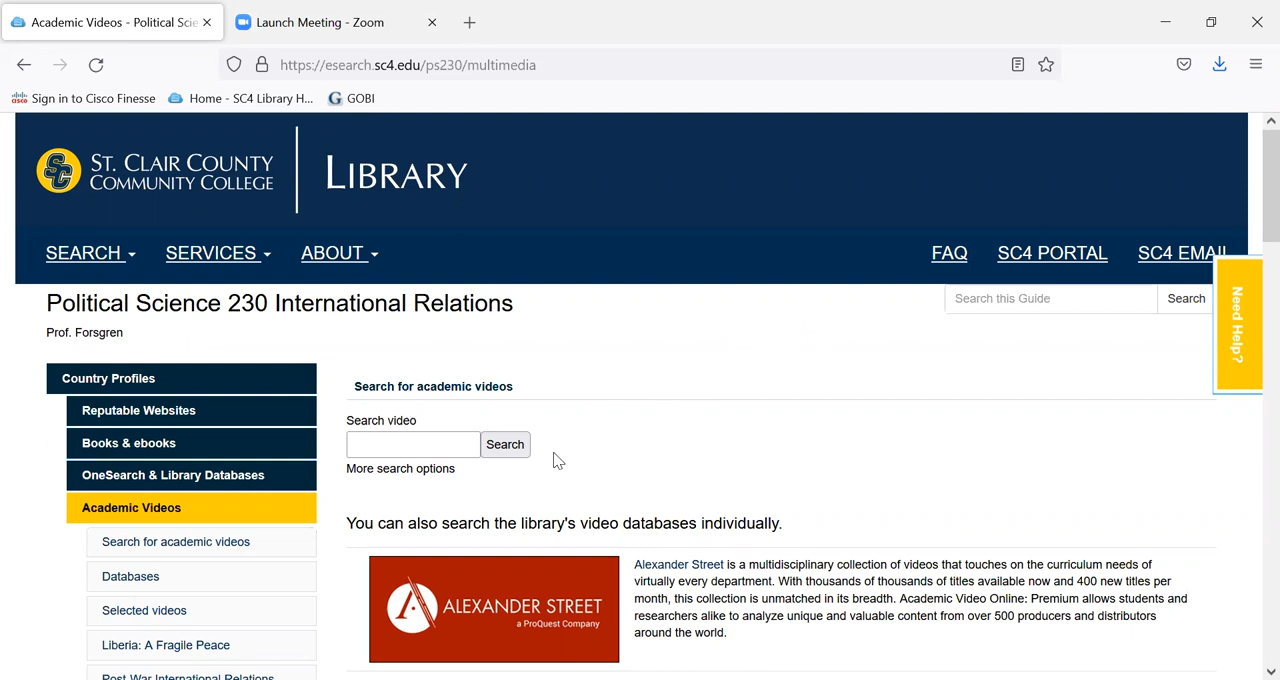 Academic Videos - Political Scie
Launch Meeting - Zoom
https://esearch.sc4.edu/ps230/multimedia
cisco Sign in to Cisco Finesse
Home - SC4 Library H...
G GOBI
SC ST. CLAIR COUNTY
COMMUNITY COLLEGE
LIBRARY
SEARCH
SERVICES
ABOUT
FAQ
SC4 PORTAL
SC4 EMAIL
Need Help?
Political Science 230 International Relations
Search this Guide
Search
Prof. Forsgren
Country Profiles
Reputable Websites
Books & ebooks
OneSearch & Library Databases
Academic Videos
Search for academic videos
Databases
Selected videos
Liberia: A Fragile Peace
Post War International Relations
Search for academic videos
Search video
Search
More search options
You can also search the library's video databases individually.
ALEXANDER STREET
a ProQuest Company
Alexander Street is a multidisciplinary collection of videos that touches on the curriculum needs of
virtually every department. With thousands of thousands of titles available now and 400 new titles per
month, this collection is unmatched in its breadth. Academic Video Online: Premium allows students and
researchers alike to analyze unique and valuable content from over 500 producers and distributors
around the world.